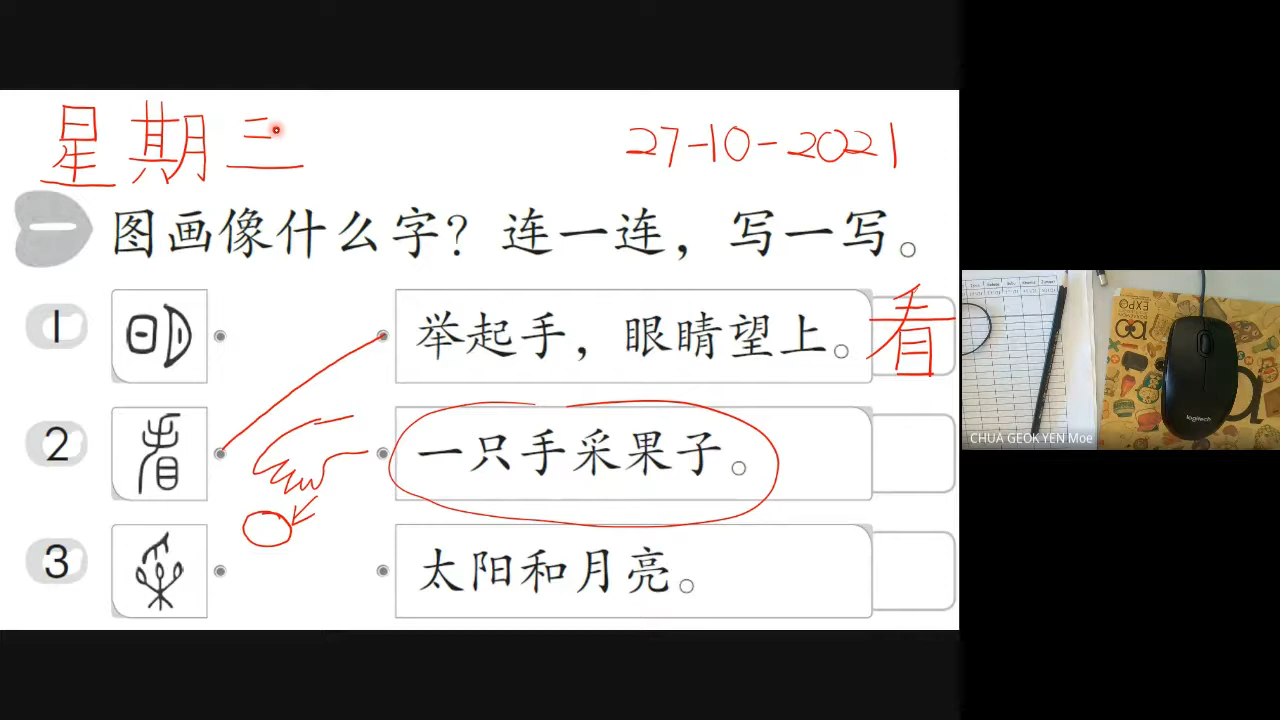 星期三
27-10-2021
一 图画像什么字？连一连，写一写。
1 举起手，眼睛望上。看
2 一只手采果子。
3 太阳和月亮。
CHUA GEOK YEN Moe
EXPO
logitech